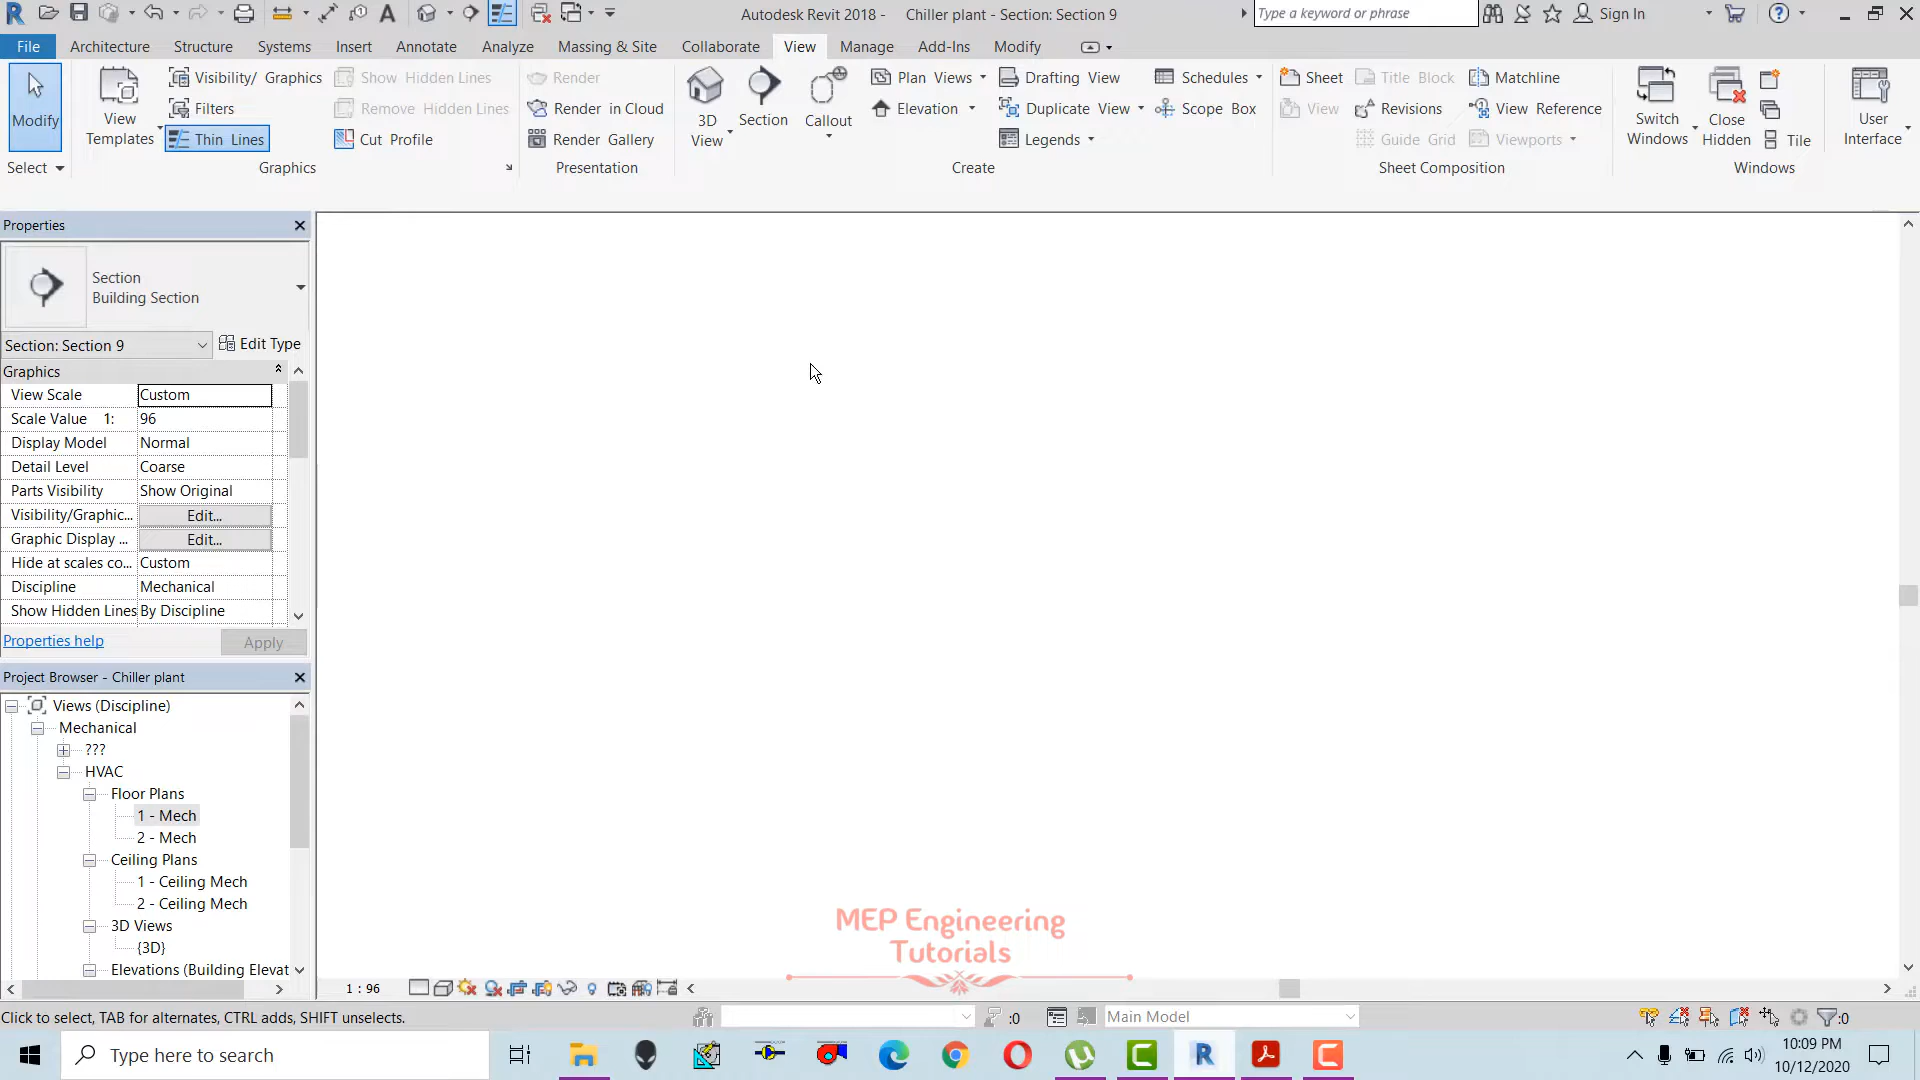 Autodesk Revit 2018 - Chiller plant - Section: Section 9
Type a keyword or phrase
Sign In
File Architecture Structure Systems Insert Annotate Analyze Massing & Site Collaborate View Manage Add-Ins Modify
Modify
View Templates
Visibility/ Graphics
Filters
Thin Lines
Show Hidden Lines
Remove Hidden Lines
Cut Profile
Render
Render in Cloud
Render Gallery
3D View
Section
Callout
Plan Views
Elevation
Drafting View
Duplicate View
Legends
Schedules
Scope Box
Sheet
View
Title Block
Revisions
Guide Grid
Matchline
View Reference
Viewports
Switch Windows
Close Hidden
Tile
User Interface
Select Graphics Presentation Create Sheet Composition Windows
Properties
Section
Building Section
Section: Section 9 Edit Type
Graphics
View Scale Custom
Scale Value 1: 96
Display Model Normal
Detail Level Coarse
Parts Visibility Show Original
Visibility/Graphic... Edit...
Graphic Display ... Edit...
Hide at scales co... Custom
Discipline Mechanical
Show Hidden Lines By Discipline
Properties help Apply
Project Browser - Chiller plant
Views (Discipline)
Mechanical
???
HVAC
Floor Plans
1 - Mech
2 - Mech
Ceiling Plans
1 - Ceiling Mech
2 - Ceiling Mech
3D Views
{3D}
Elevations (Building Elevat
MEP Engineering
Tutorials
1 : 96
Click to select, TAB for alternates, CTRL adds, SHIFT unselects.
:0
Main Model
:0
Type here to search
10:09 PM
10/12/2020